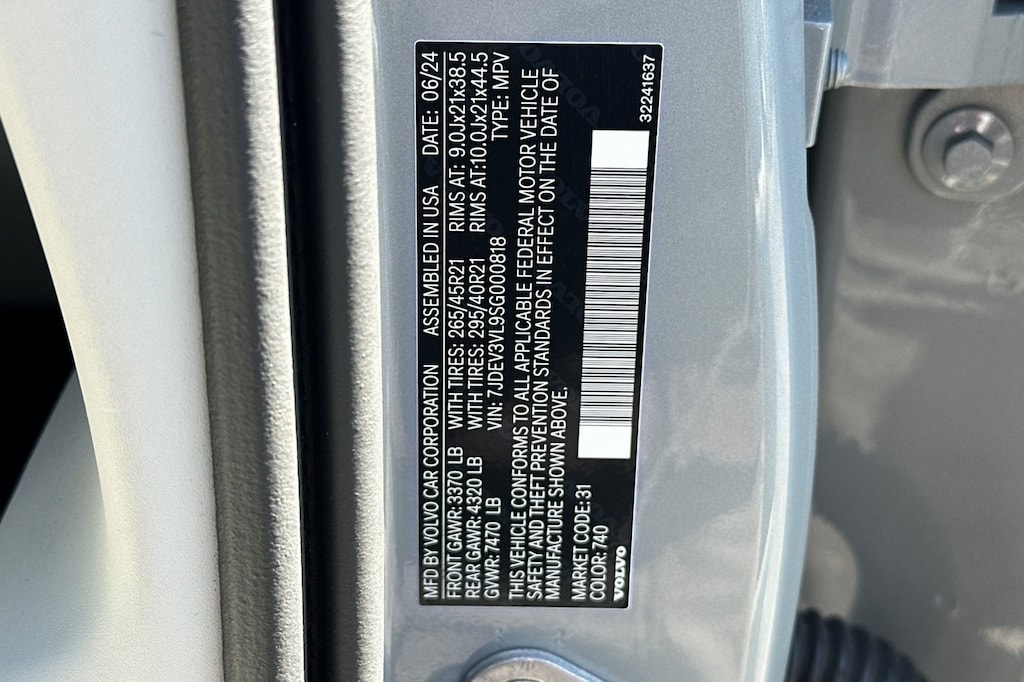 MFD BY VOLVO CAR CORPORATION ASSEMBLED IN USA DATE: 06/24
FRONT GAWR:3370 LB WITH TIRES: 265/45R21 RIMS AT: 9.0Jx21x38.5
REAR GAWR:4320 LB WITH TIRES: 295/40R21 RIMS AT:10.0Jx21x44.5
GVWR:7470 LB VIN: 7JDEV3VL9SG000818 TYPE: MPV
THIS VEHICLE CONFORMS TO ALL APPLICABLE FEDERAL MOTOR VEHICLE
SAFETY AND THEFT PREVENTION STANDARDS IN EFFECT ON THE DATE OF
MANUFACTURE SHOWN ABOVE.
MARKET CODE:31
COLOR:740
VOLVO
32241637